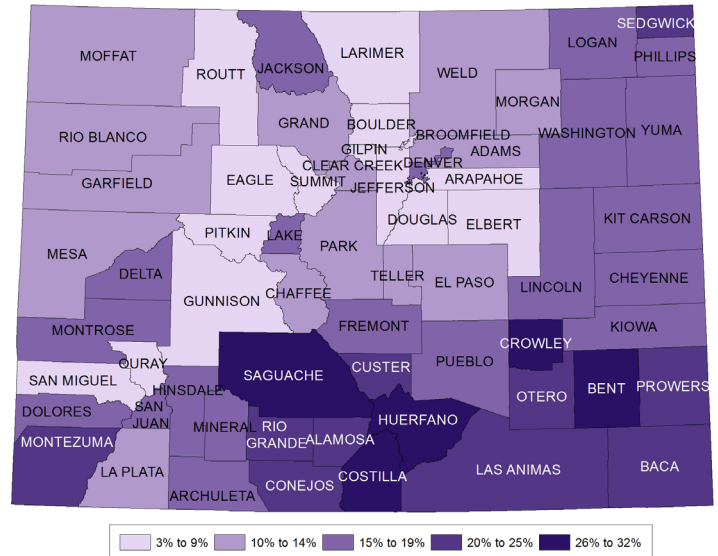 SEDGWICK
LOGAN
PHILLIPS
MOFFAT
LARIMER
ROUTT
JACKSON
WELD
MORGAN
GRAND
BOULDER
WASHINGTON
YUMA
RIO BLANCO
BROOMFIELD
GILPIN
ADAMS
CLEAR CREEK
DENVER
GARFIELD
EAGLE
SUMMIT
JEFFERSON
ARAPAHOE
DOUGLAS
ELBERT
KIT CARSON
PITKIN
LAKE
PARK
MESA
DELTA
TELLER
EL PASO
CHEYENNE
LINCOLN
GUNNISON
CHAFFEE
MONTROSE
FREMONT
KIOWA
CROWLEY
OURAY
PUEBLO
SAN MIGUEL
SAGUACHE
CUSTER
BENT
PROWERS
HINSDALE
OTERO
DOLORES
SAN
JUAN
HUERFANO
MINERAL
RIO
GRANDE
ALAMOSA
MONTEZUMA
LA PLATA
COSTILLA
LAS ANIMAS
BACA
CONEJOS
ARCHULETA
3% to 9% 10% to 14% 15% to 19% 20% to 25% 26% to 32%